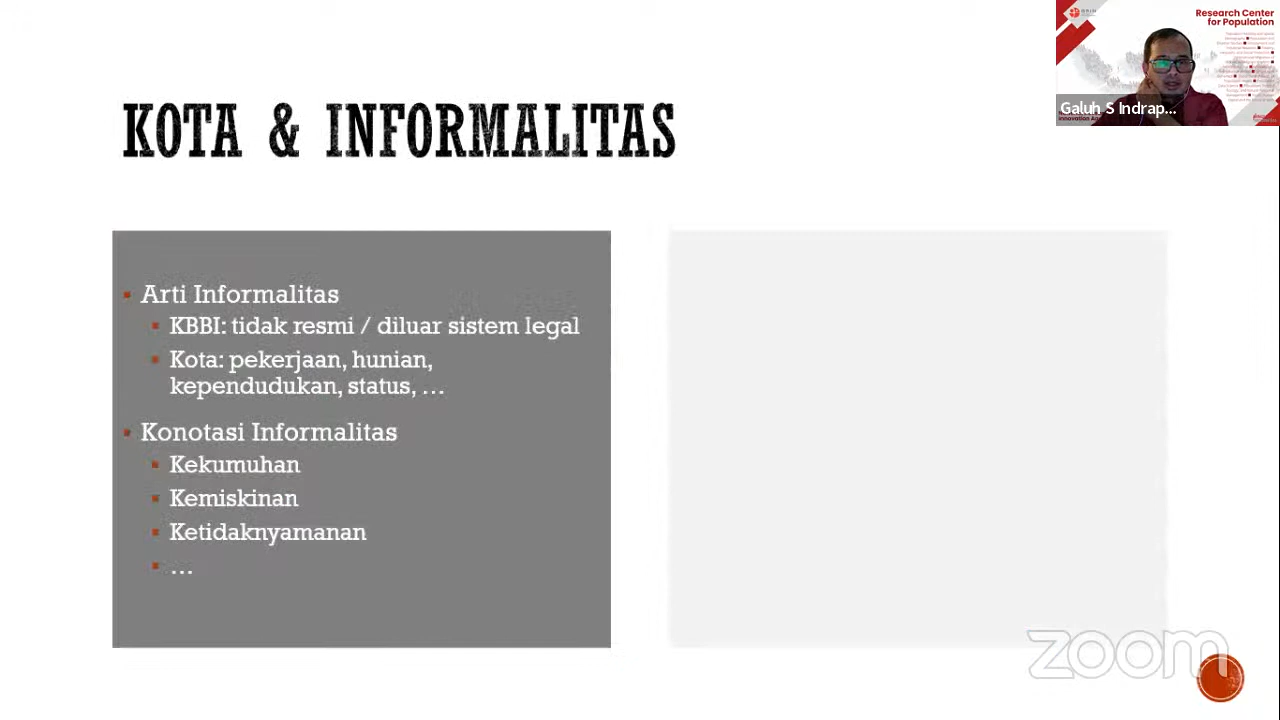 Research Center
for Population
Galuh S Indrap...
KOTA & INFORMALITAS
Arti Informalitas
KBBI: tidak resmi / diluar sistem legal
Kota: pekerjaan, hunian,
kependudukan, status, …
Konotasi Informalitas
Kekumuhan
Kemiskinan
Ketidaknyamanan
…
zoom